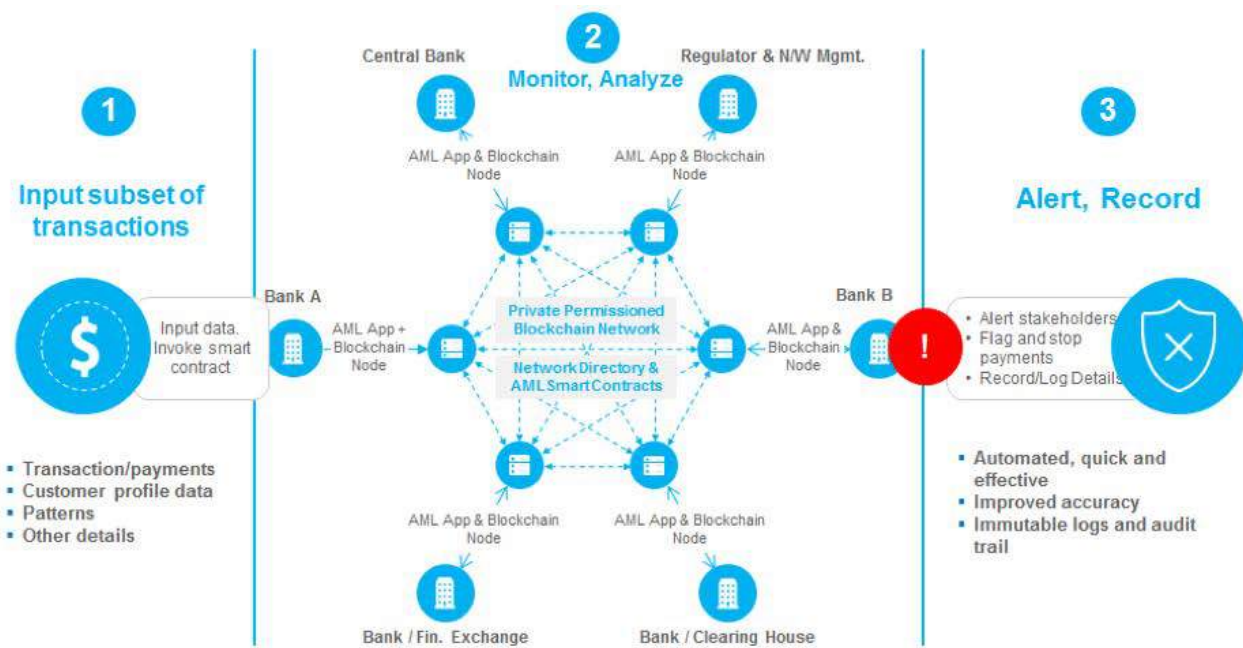 1
Input subset of
transactions
Input data.
Invoke smart
contract
Transaction/payments
Customer profile data
Patterns
Other details
2
Monitor, Analyze
Central Bank
Regulator & N/W Mgmt.
AML App & Blockchain
Node
AML App & Blockchain
Node
Bank A
AML App +
Blockchain
Node
Private Permissioned
Blockchain Network
Network Directory &
AML Smart Contracts
Bank B
AML App &
Blockchain
Node
AML App & Blockchain
Node
AML App & Blockchain
Node
Bank / Fin. Exchange
Bank / Clearing House
3
Alert, Record
!
• Alert stakeholders
• Flag and stop
payments
• Record/Log Details
Automated, quick and
effective
Improved accuracy
Immutable logs and audit
trail